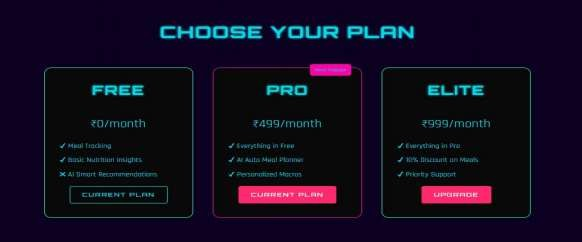 CHOOSE YOUR PLAN
FREE
₹0/month
✓ Meal Tracking
✓ Basic Nutrition Insights
✕ AI Smart Recommendations
CURRENT PLAN
PRO
₹499/month
✓ Everything in Free
✓ AI Auto Meal Planner
✓ Personalized Macros
CURRENT PLAN
ELITE
₹999/month
✓ Everything in Pro
✓ 10% Discount on Meals
✓ Priority Support
UPGRADE